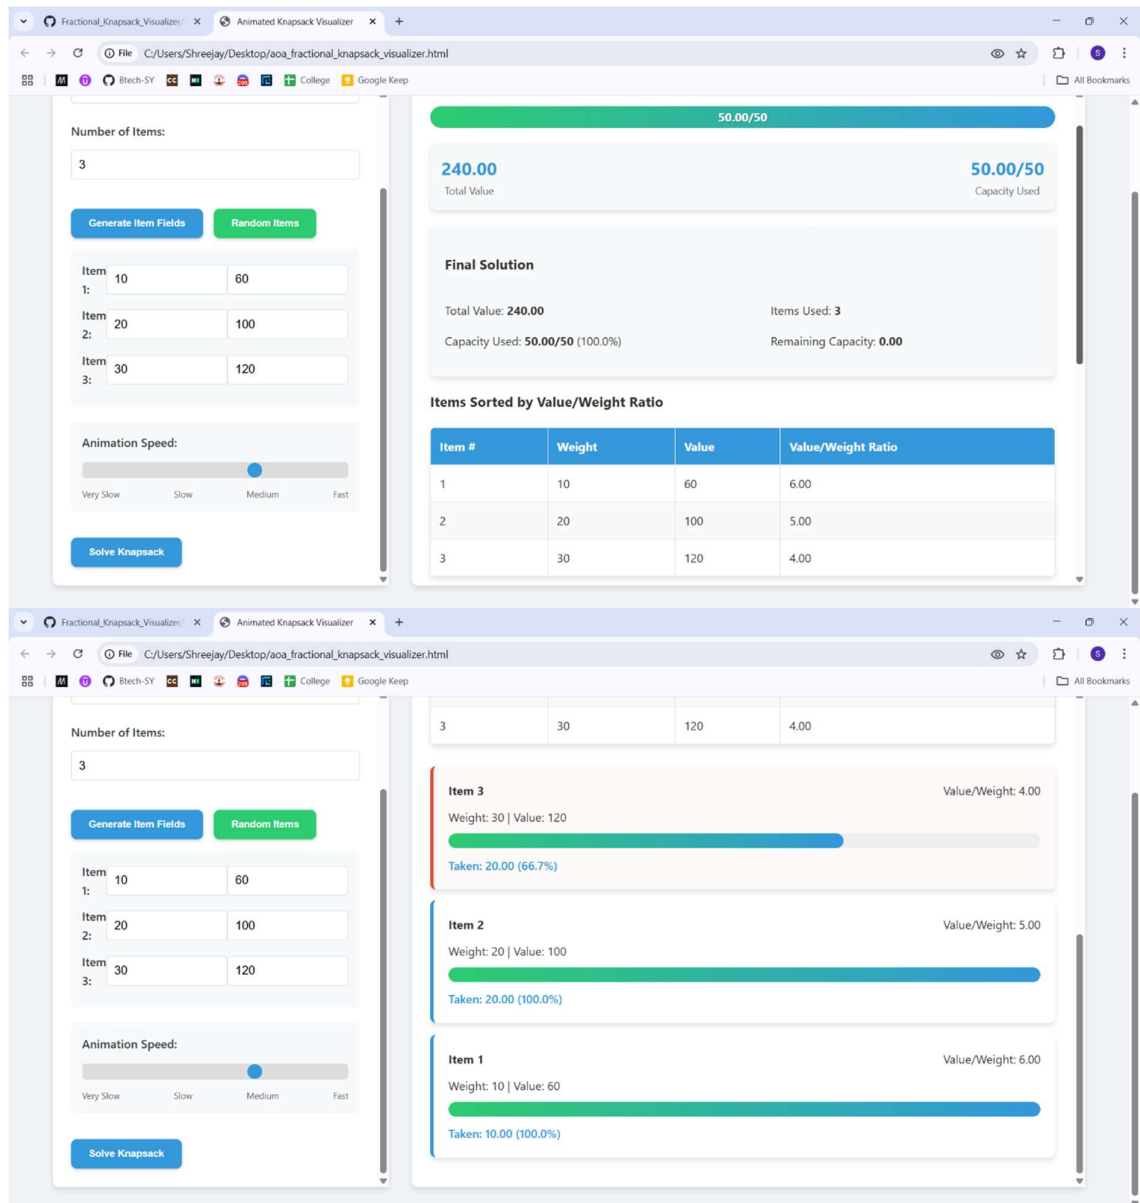 Fractional_Knapsack_Visualizer/ Animated Knapsack Visualizer
File C:/Users/Shreejay/Desktop/aoa_fractional_knapsack_visualizer.html S
Btech-SY CC College Google Keep All Bookmarks
Number of Items:
3
Generate Item Fields Random Items
Item 1: 10 60
Item 2: 20 100
Item 3: 30 120
Animation Speed:
Very Slow Slow Medium Fast
Solve Knapsack
50.00/50
240.00 50.00/50
Total Value Capacity Used
Final Solution
Total Value: 240.00 Items Used: 3
Capacity Used: 50.00/50 (100.0%) Remaining Capacity: 0.00
Items Sorted by Value/Weight Ratio
Item # Weight Value Value/Weight Ratio
1 10 60 6.00
2 20 100 5.00
3 30 120 4.00
Fractional_Knapsack_Visualizer/ Animated Knapsack Visualizer
File C:/Users/Shreejay/Desktop/aoa_fractional_knapsack_visualizer.html S
Btech-SY CC College Google Keep All Bookmarks
Number of Items:
3
Generate Item Fields Random Items
Item 1: 10 60
Item 2: 20 100
Item 3: 30 120
Animation Speed:
Very Slow Slow Medium Fast
Solve Knapsack
3 30 120 4.00
Item 3 Value/Weight: 4.00
Weight: 30 | Value: 120
Taken: 20.00 (66.7%)
Item 2 Value/Weight: 5.00
Weight: 20 | Value: 100
Taken: 20.00 (100.0%)
Item 1 Value/Weight: 6.00
Weight: 10 | Value: 60
Taken: 10.00 (100.0%)